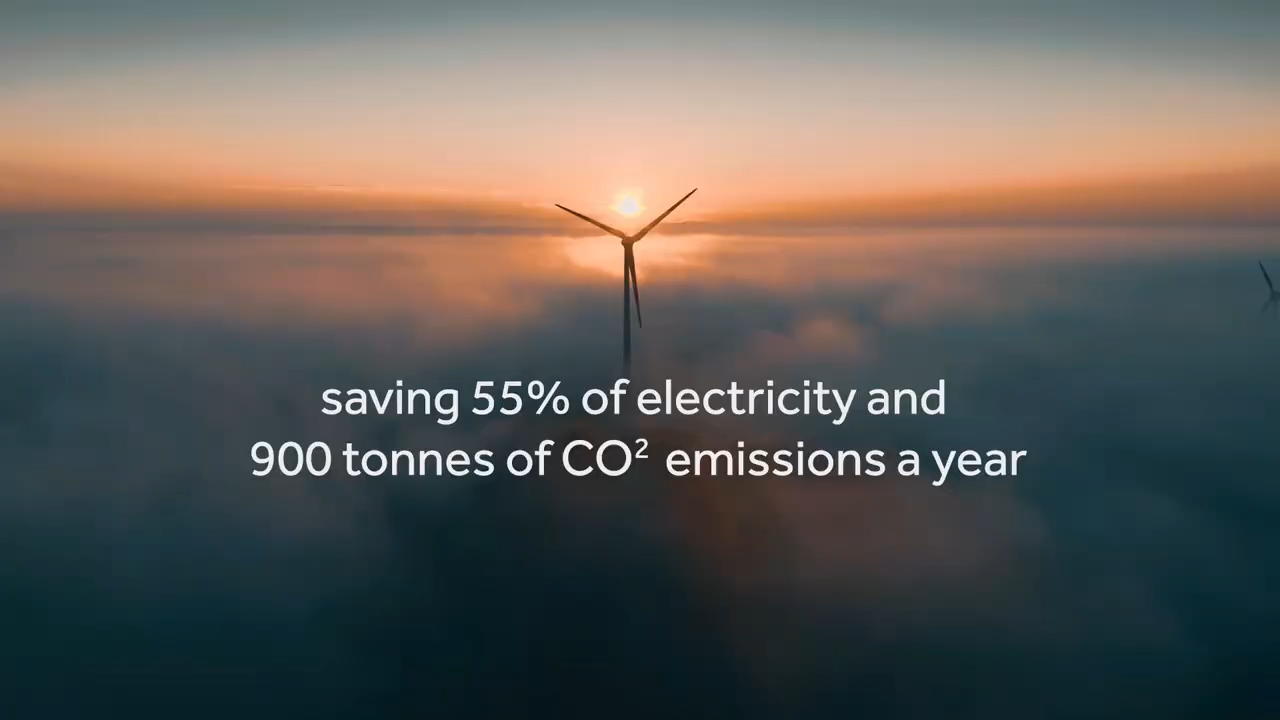 saving 55% of electricity and
900 tonnes of CO² emissions a year